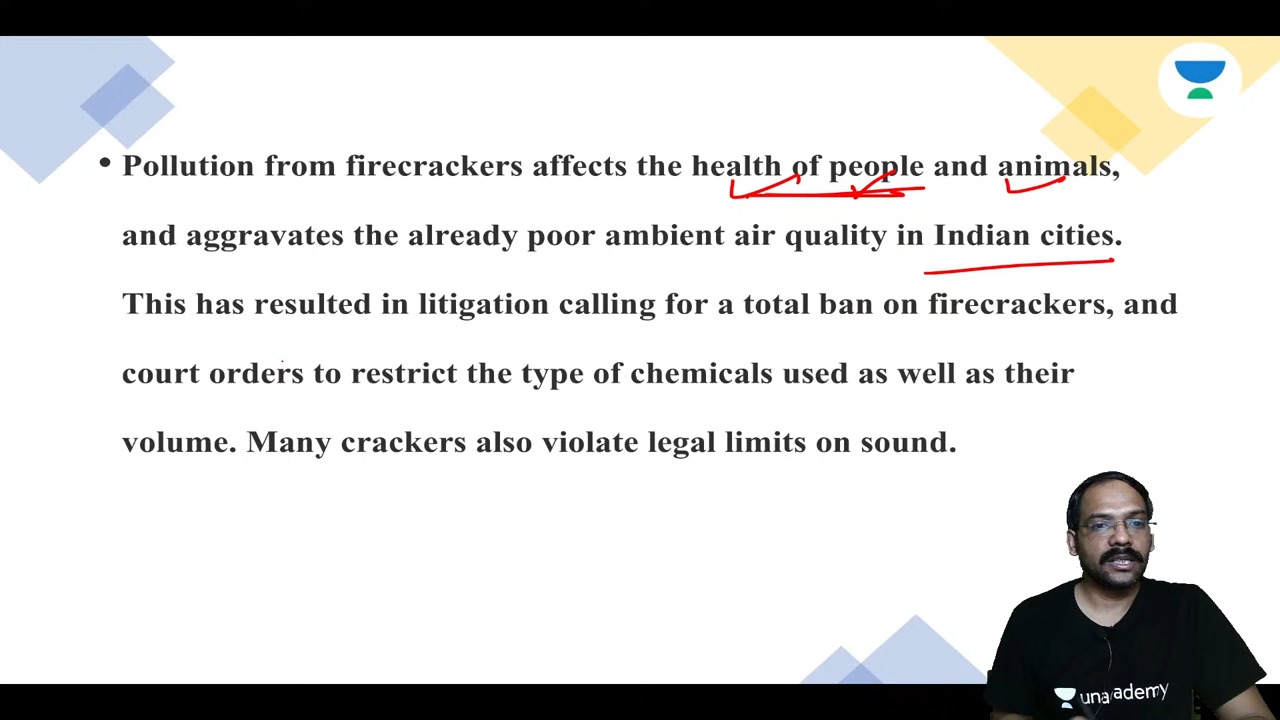 • Pollution from firecrackers affects the health of people and animals,
and aggravates the already poor ambient air quality in Indian cities.
This has resulted in litigation calling for a total ban on firecrackers, and
court orders to restrict the type of chemicals used as well as their
volume. Many crackers also violate legal limits on sound.
unacademy